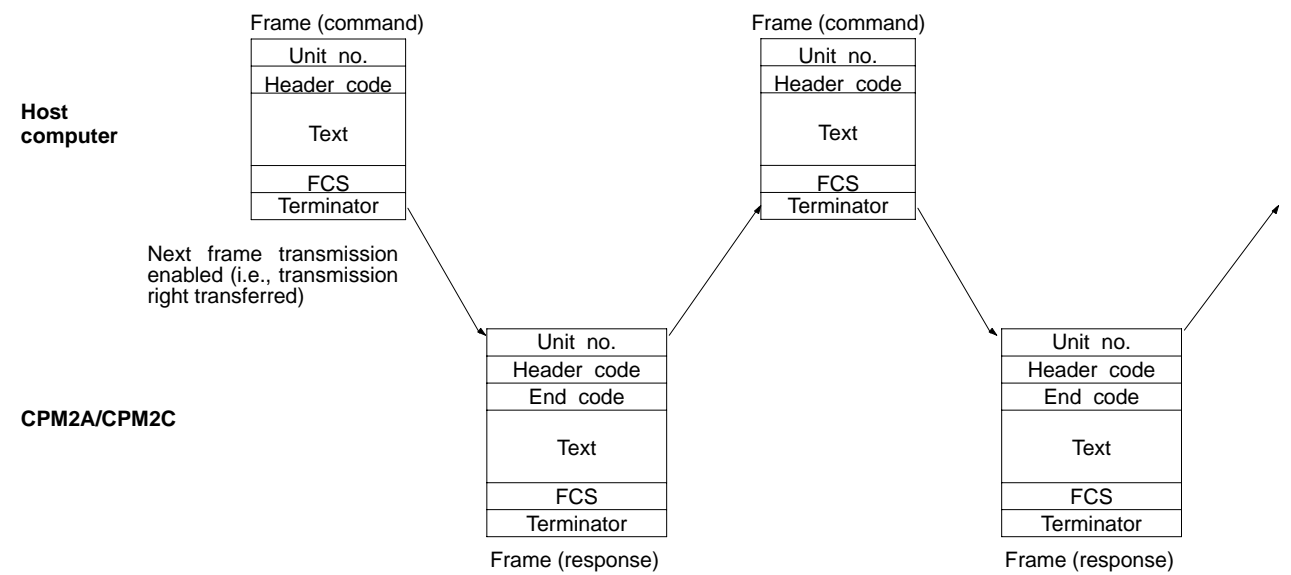 Frame (command)
Unit no.
Header code
Text
FCS
Terminator
Frame (command)
Unit no.
Header code
Text
FCS
Terminator
Host
computer
Next frame transmission
enabled (i.e., transmission
right transferred)
Unit no.
Header code
End code
Text
FCS
Terminator
Frame (response)
Unit no.
Header code
End code
Text
FCS
Terminator
Frame (response)
CPM2A/CPM2C